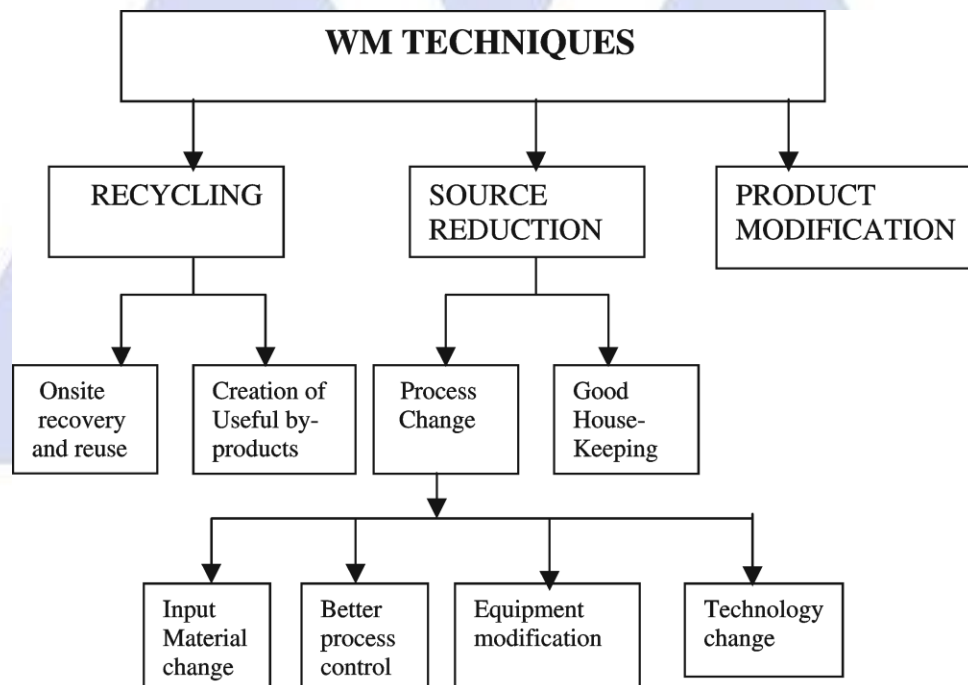 WM TECHNIQUES
RECYCLING
SOURCE
REDUCTION
PRODUCT
MODIFICATION
Onsite
recovery
and reuse
Creation of
Useful by-
products
Process
Change
Good
House-
Keeping
Input
Material
change
Better
process
control
Equipment
modification
Technology
change